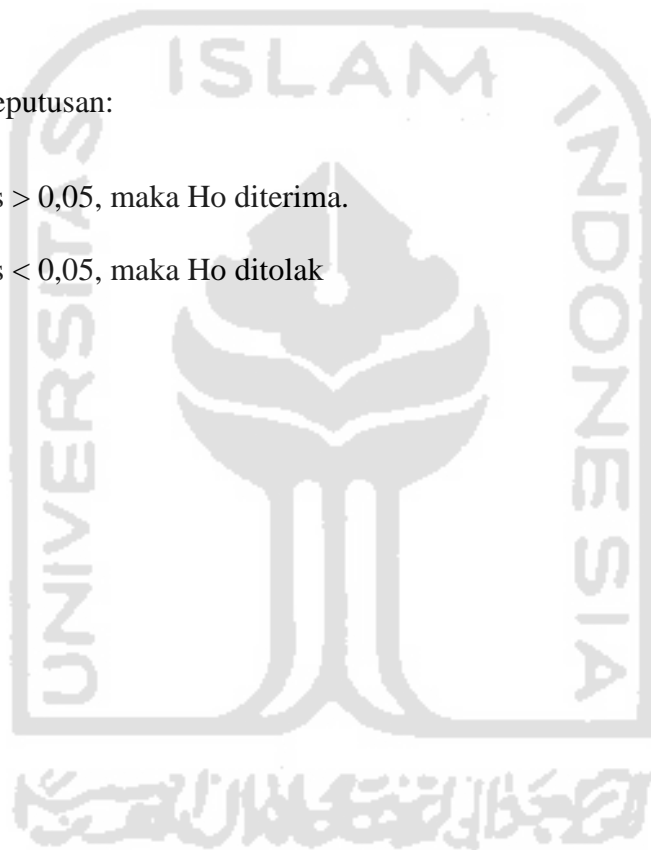 ISLAM
UNIVERSITAS
INDONESIA
eputusan:
s > 0,05, maka Ho diterima.
s < 0,05, maka Ho ditolak